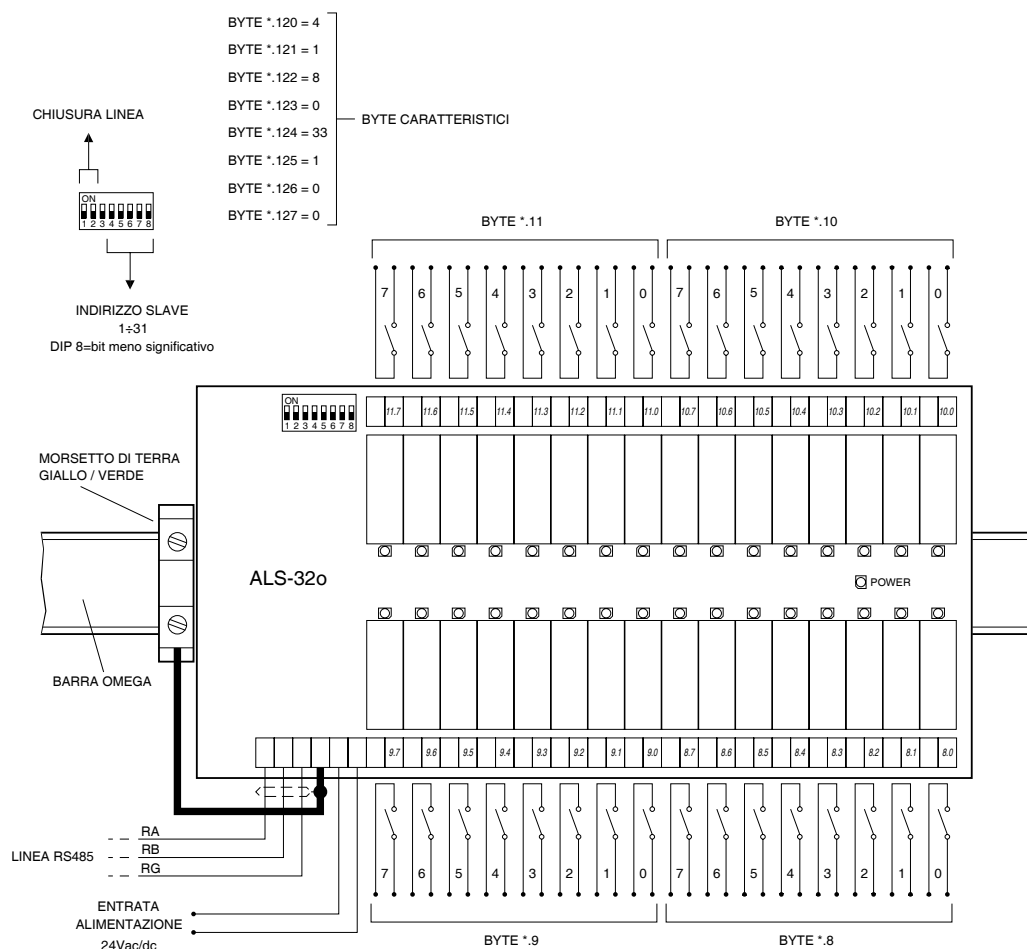 BYTE *.120 = 4
BYTE *.121 = 1
BYTE *.122 = 8
BYTE *.123 = 0
BYTE *.124 = 33
BYTE *.125 = 1
BYTE *.126 = 0
BYTE *.127 = 0
BYTE CARATTERISTICI
CHIUSURA LINEA
ON
1 2 3 4 5 6 7 8
INDIRIZZO SLAVE
1÷31
DIP 8=bit meno significativo
BYTE *.11
BYTE *.10
7 6 5 4 3 2 1 0 7 6 5 4 3 2 1 0
ON
1 2 3 4 5 6 7 8
11.7 11.6 11.5 11.4 11.3 11.2 11.1 11.0 10.7 10.6 10.5 10.4 10.3 10.2 10.1 10.0
MORSETTO DI TERRA
GIALLO / VERDE
ALS-32o
POWER
BARRA OMEGA
9.7 9.6 9.5 9.4 9.3 9.2 9.1 9.0 8.7 8.6 8.5 8.4 8.3 8.2 8.1 8.0
LINEA RS485
RA
RB
RG
7 6 5 4 3 2 1 0 7 6 5 4 3 2 1 0
ENTRATA
ALIMENTAZIONE
24Vac/dc
BYTE *.9
BYTE *.8